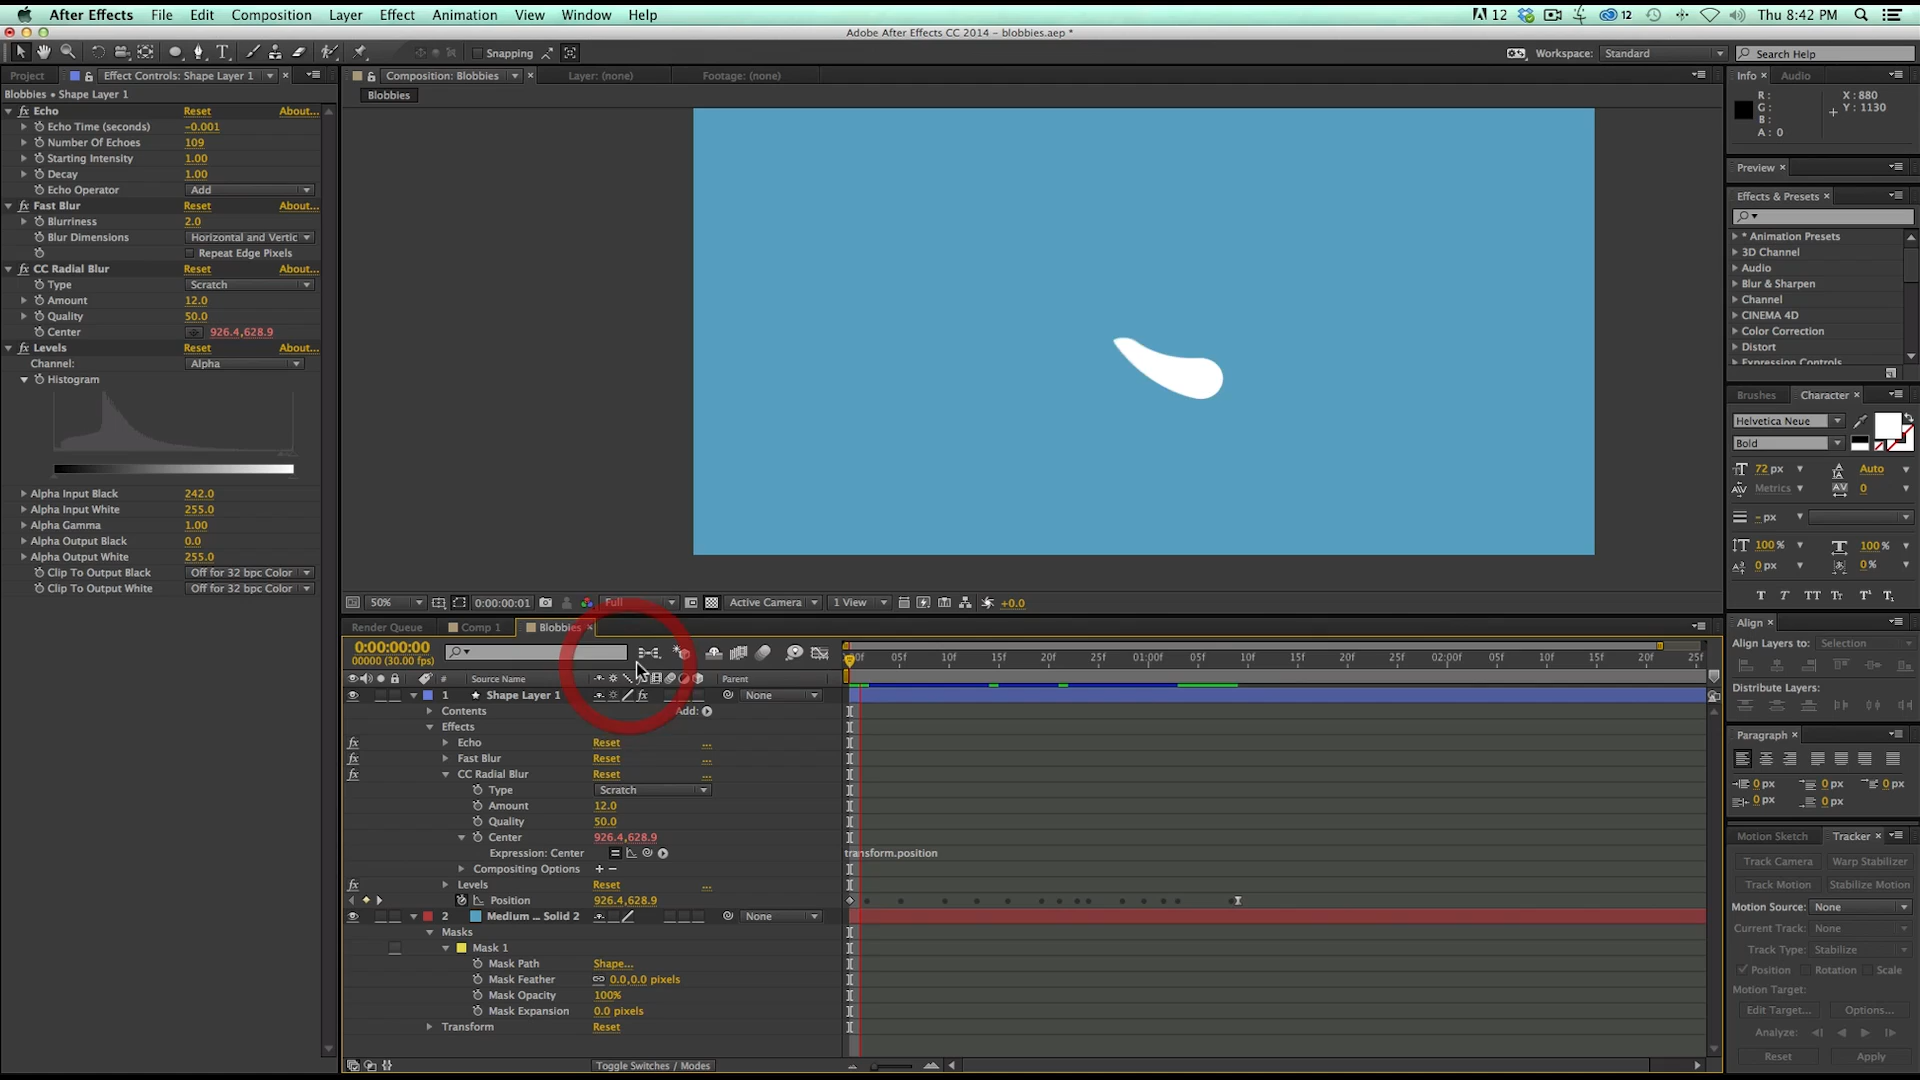 After Effects File Edit Composition Layer Effect Animation View Window Help 12 12 Thu 8:42 PM
Adobe After Effects CC 2014 - blobbies.aep *
Snapping Workspace: Standard Search Help
Project Effect Controls: Shape Layer 1 Composition: Blobbies Layer: (none) Footage: (none) Info Audio
Blobbies • Shape Layer 1
Blobbies
R: X: 880
G: Y: 1130
B:
A: 0
fx Echo Reset About...
Echo Time (seconds) -0.001
Number Of Echoes 109
Starting Intensity 1.00
Decay 1.00
Echo Operator Add
fx Fast Blur Reset About...
Blurriness 2.0
Blur Dimensions Horizontal and Vertic
Repeat Edge Pixels
fx CC Radial Blur Reset About...
Type Scratch
Amount 12.0
Quality 50.0
Center 926.4,628.9
fx Levels Reset About...
Channel: Alpha
Histogram
Alpha Input Black 242.0
Alpha Input White 255.0
Alpha Gamma 1.00
Alpha Output Black 0.0
Alpha Output White 255.0
Clip To Output Black Off for 32 bpc Color
Clip To Output White Off for 32 bpc Color
Preview
Effects & Presets
* Animation Presets
3D Channel
Audio
Blur & Sharpen
Channel
CINEMA 4D
Color Correction
Distort
Expression Controls
Brushes Character
Helvetica Neue
Bold
72 px Auto
Metrics 0
- px
100 % 100 %
0 px 0 %
T T TT Tr T¹ T₁
50% 0:00:00:01 Full Active Camera 1 View +0.0
Render Queue Comp 1 Blobbies
0:00:00:00
00000 (30.00 fps)
00f 05f 10f 15f 20f 25f 01:00f 05f 10f 15f 20f 25f 02:00f 05f 10f 15f 20f 25f
# Source Name Parent
1 Shape Layer 1 fx None
Contents Add:
Effects
fx Echo Reset ...
fx Fast Blur Reset ...
fx CC Radial Blur Reset ...
Type Scratch
Amount 12.0
Quality 50.0
Center 926.4,628.9
Expression: Center transform.position
Compositing Options + -
fx Levels Reset ...
Position 926.4,628.9
2 Medium ... Solid 2 None
Masks
Mask 1
Mask Path Shape...
Mask Feather 0.0,0.0 pixels
Mask Opacity 100%
Mask Expansion 0.0 pixels
Transform Reset
Toggle Switches / Modes
Align
Align Layers to: Selection
Distribute Layers:
Paragraph
0 px 0 px 0 px
0 px 0 px
Motion Sketch Tracker
Track Camera Warp Stabilizer
Track Motion Stabilize Motion
Motion Source: None
Current Track: None
Track Type: Stabilize
Position Rotation Scale
Motion Target:
Edit Target... Options...
Analyze:
Reset Apply